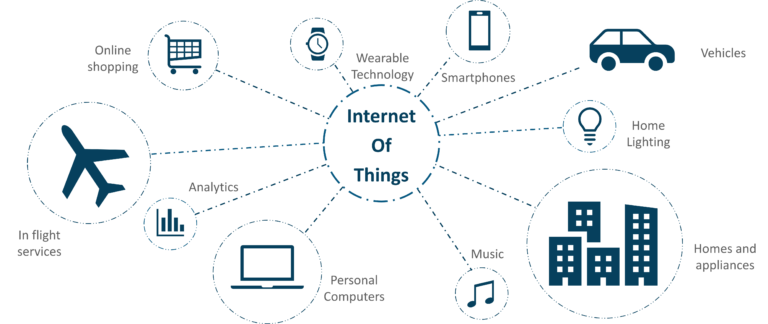 Online
shopping
Wearable
Technology
Smartphones
Vehicles
Internet
Of
Things
Home
Lighting
Analytics
In flight
services
Personal
Computers
Music
Homes and
appliances